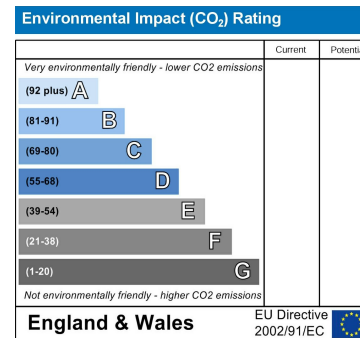 Environmental Impact (CO₂) Rating
Current Potenti
Very environmentally friendly - lower CO2 emissions
(92 plus) A
(81-91) B
(69-80) C
(55-68) D
(39-54) E
(21-38) F
(1-20) G
Not environmentally friendly - higher CO2 emissions
England & Wales
EU Directive
2002/91/EC